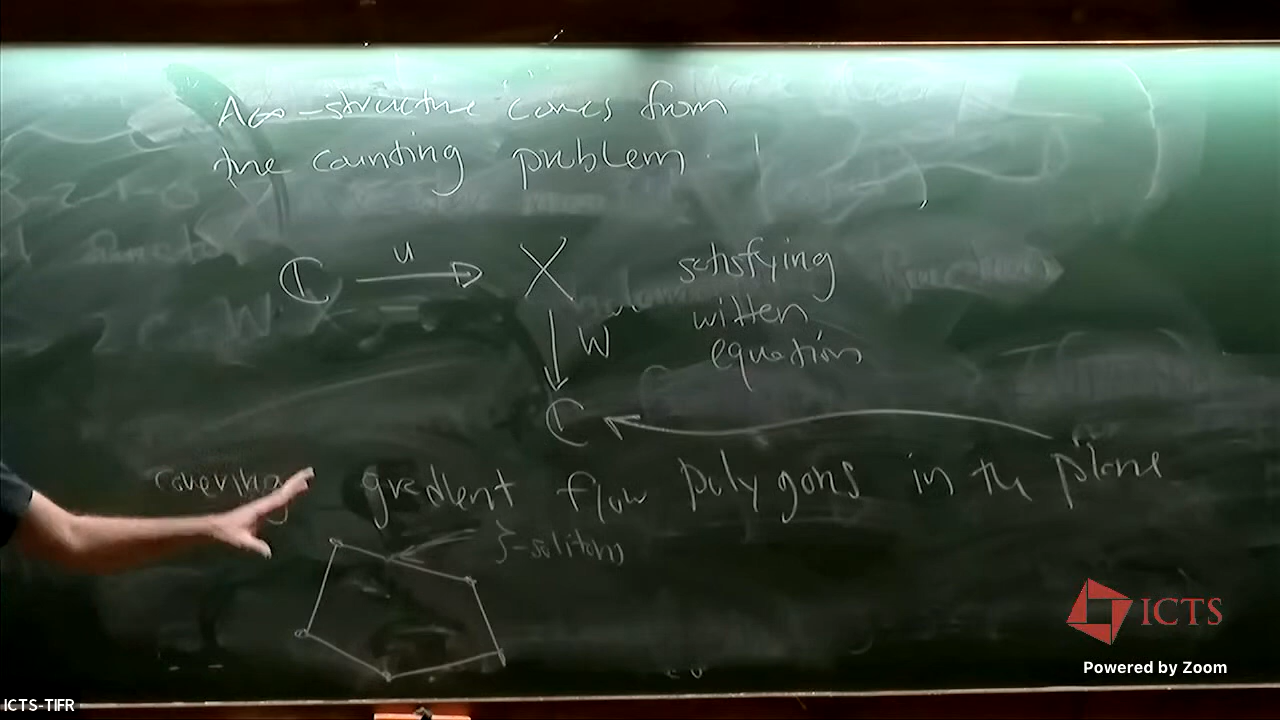 A∞-structure comes from
the counting problem.
ℂ u X satisfying
W written
equation
ℂ
covering gradient flow polygons in the plane
ζ-solitons
ICTS
Powered by Zoom
ICTS-TIFR